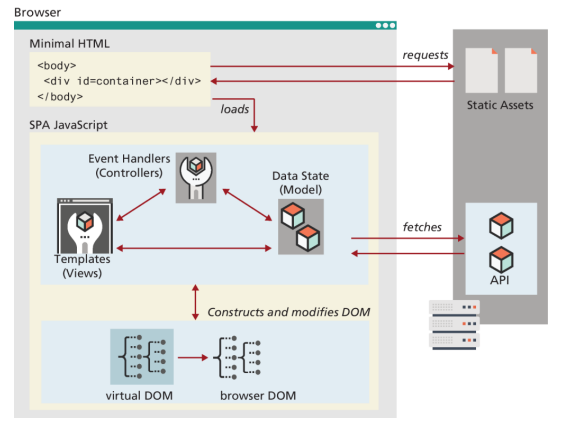 Browser
Minimal HTML
<body>
<div id=container></div>
</body>
requests
Static Assets
loads
SPA JavaScript
Event Handlers
(Controllers)
Data State
(Model)
Templates
(Views)
fetches
API
Constructs and modifies DOM
virtual DOM
browser DOM